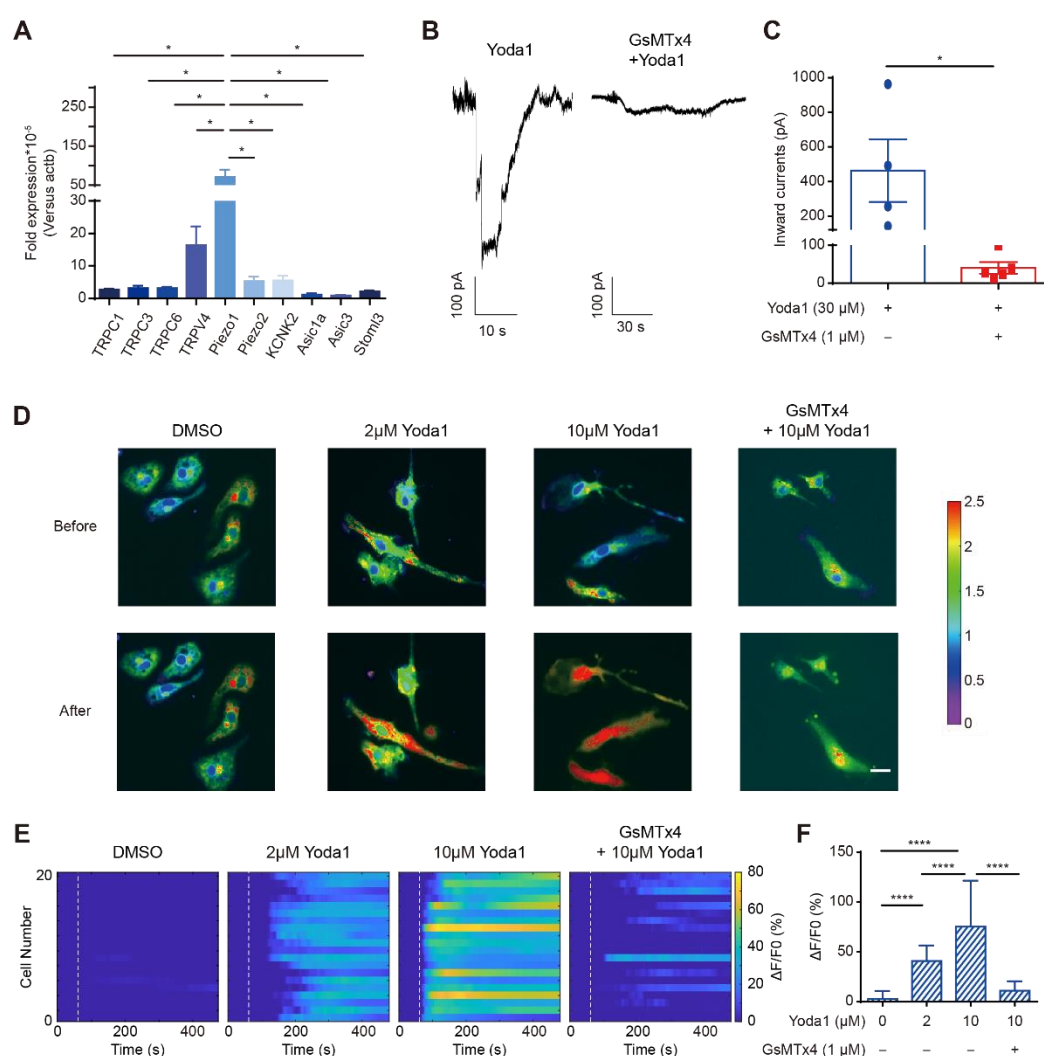 A
*
*
*
*
*
*
*
*
*
250
150
50
30
20
10
0
Fold expression*10⁻⁵
(Versus actb)
TRPC1
TRPC3
TRPC6
TRPV4
Piezo1
Piezo2
KCNK2
Asic1a
Asic3
Stoml3
B
Yoda1
GsMTx4
+Yoda1
100 pA
10 s
100 pA
30 s
C
*
1000
800
600
400
200
100
0
Inward currents (pA)
Yoda1 (30 µM) + +
GsMTx4 (1 µM) – +
D
DMSO
2µM Yoda1
10µM Yoda1
GsMTx4
+ 10µM Yoda1
Before
After
2.5
2
1.5
1
0.5
0
E
DMSO
2µM Yoda1
10µM Yoda1
GsMTx4
+ 10µM Yoda1
20
0
Cell Number
0 200 400
0 200 400
0 200 400
0 200 400
Time (s)
Time (s)
Time (s)
Time (s)
80
60
40
20
0
ΔF/F0 (%)
F
****
****
****
****
150
100
50
0
ΔF/F0 (%)
Yoda1 (µM) 0 2 10 10
GsMTx4 (1 µM) – – – +